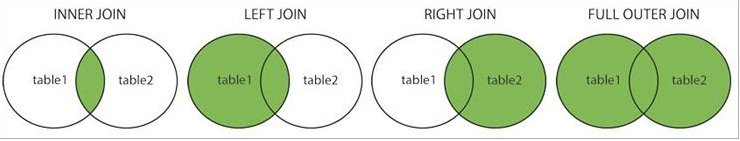 INNER JOIN
table1
table2
LEFT JOIN
table1
table2
RIGHT JOIN
table1
table2
FULL OUTER JOIN
table1
table2